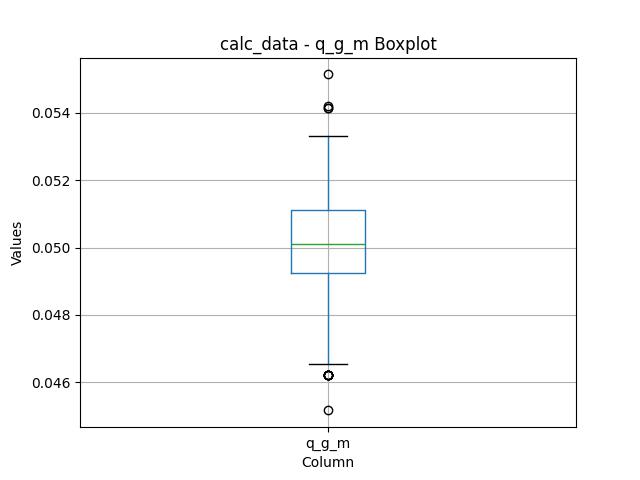 calc_data - q_g_m Boxplot
0.054
0.052
0.050
0.048
0.046
Values
q_g_m
Column